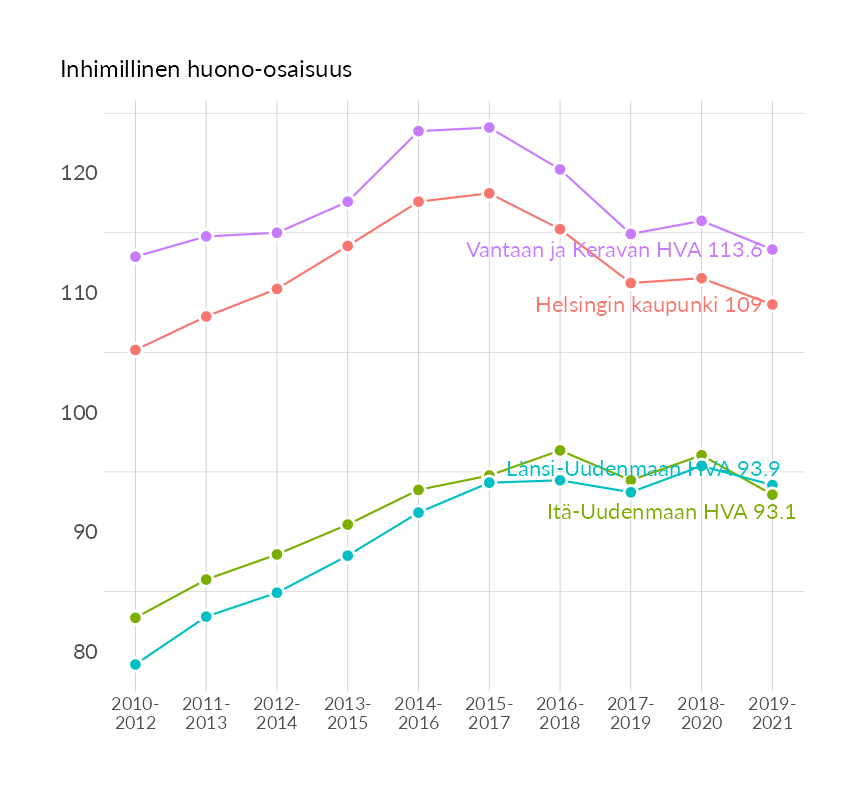 Inhimillinen huono-osaisuus
120
110
100
90
80
Vantaan ja Keravan HVA 113.6
Helsingin kaupunki 109
Länsi-Uudenmaan HVA 93.9
Itä-Uudenmaan HVA 93.1
2010- 2011- 2012- 2013- 2014- 2015- 2016- 2017- 2018- 2019-
2012 2013 2014 2015 2016 2017 2018 2019 2020 2021